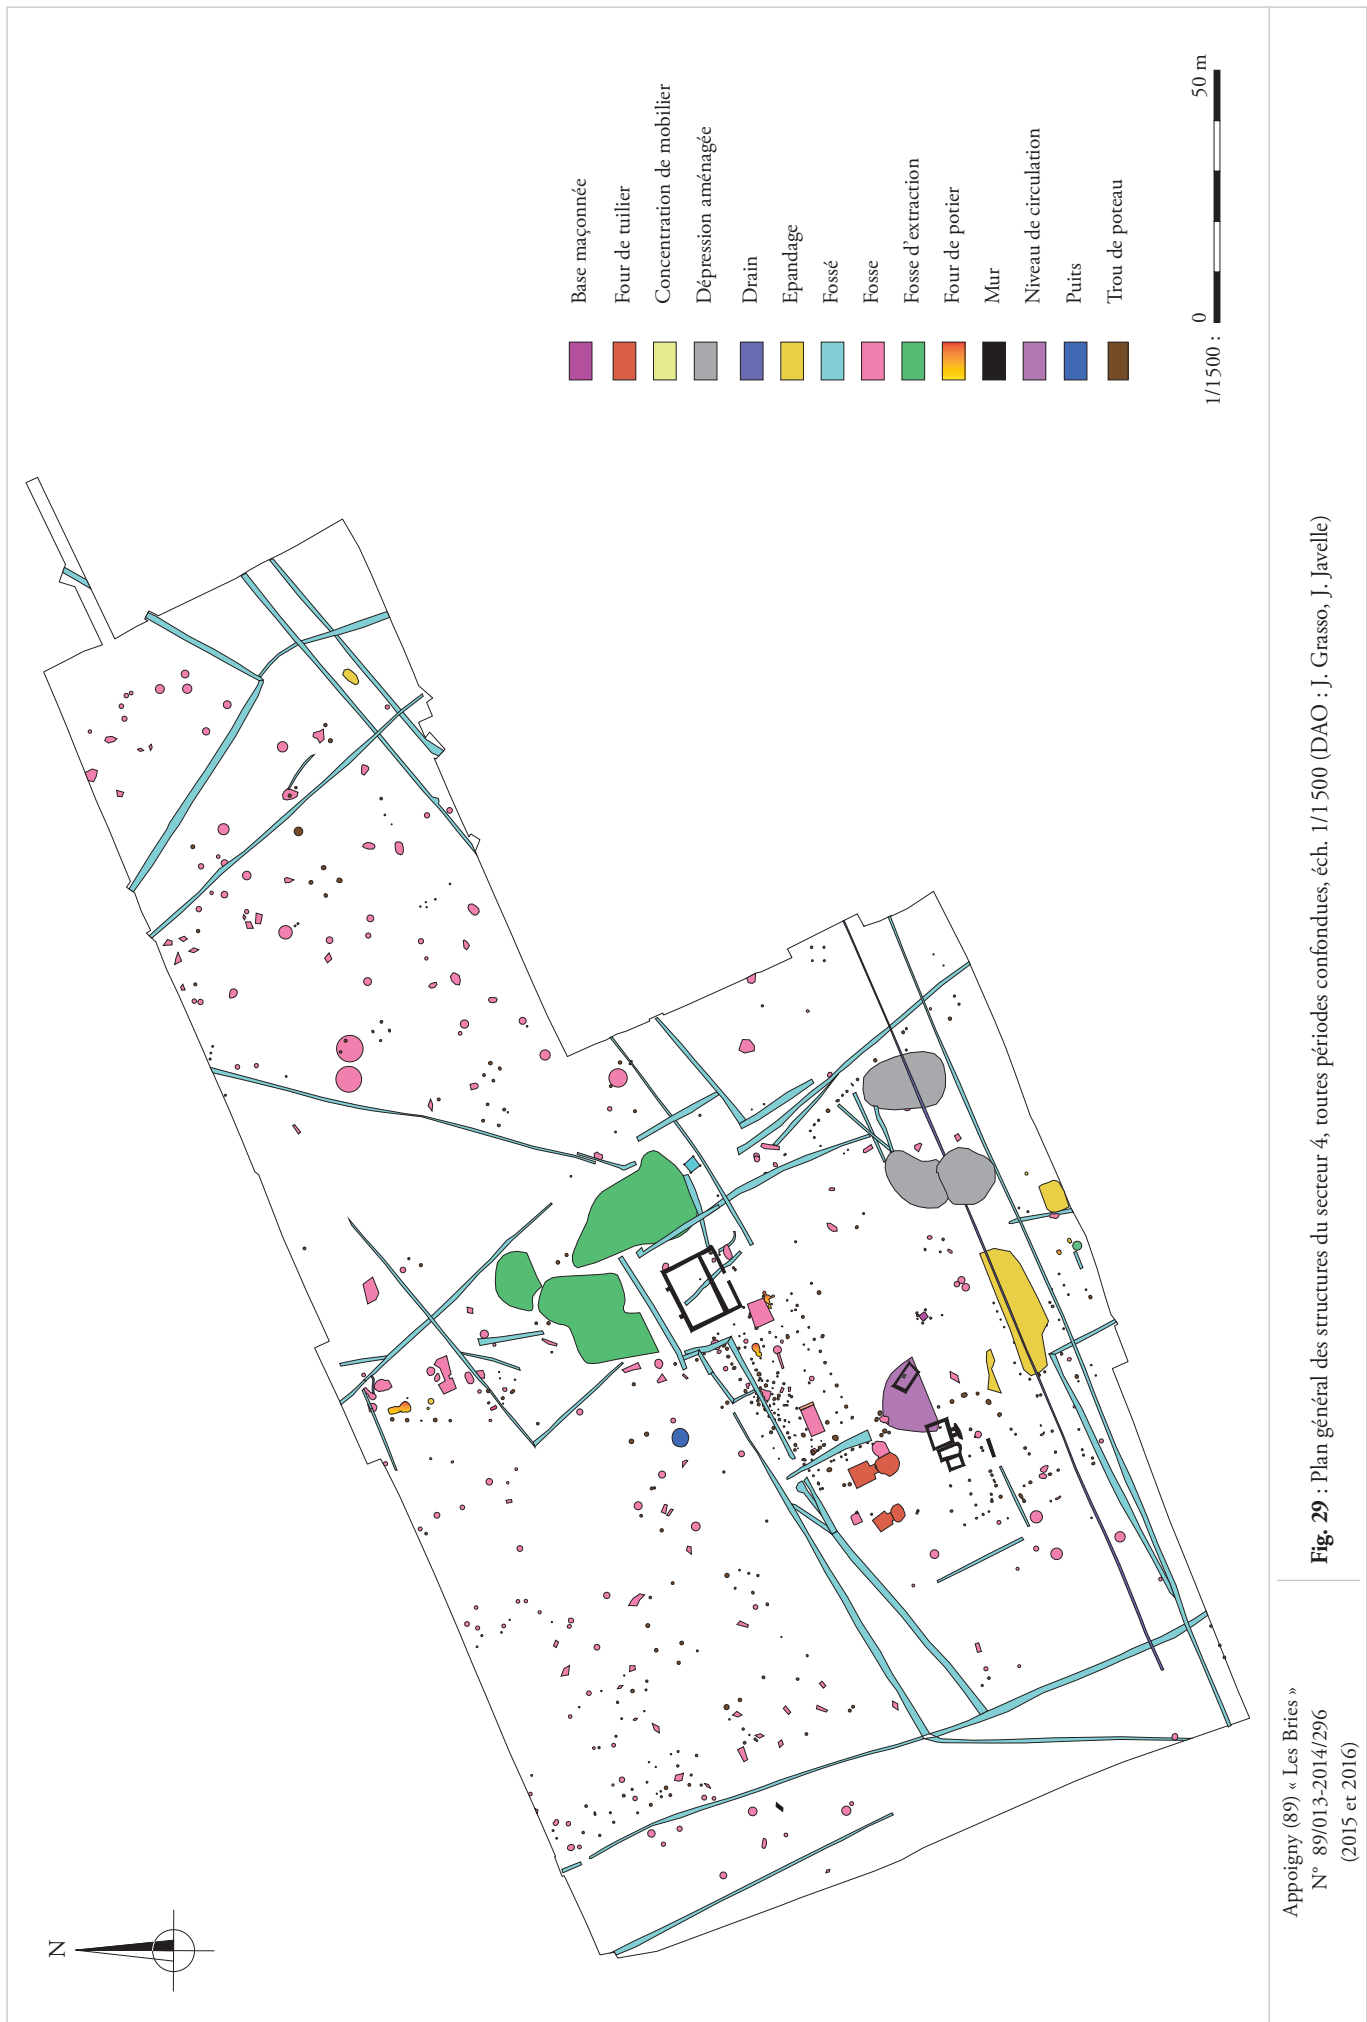 N
Base maçonnée
Four de tuilier
Concentration de mobilier
Dépression aménagée
Drain
Epandage
Fossé
Fosse
Fosse d'extraction
Four de potier
Mur
Niveau de circulation
Puits
Trou de poteau
1/1500 :
0
50 m
Appoigny (89) « Les Bries »
N° 89/013-2014/296
(2015 et 2016)
Fig. 29 : Plan général des structures du secteur 4, toutes périodes confondues, éch. 1/1500 (DAO : J. Grasso, J. Javelle)